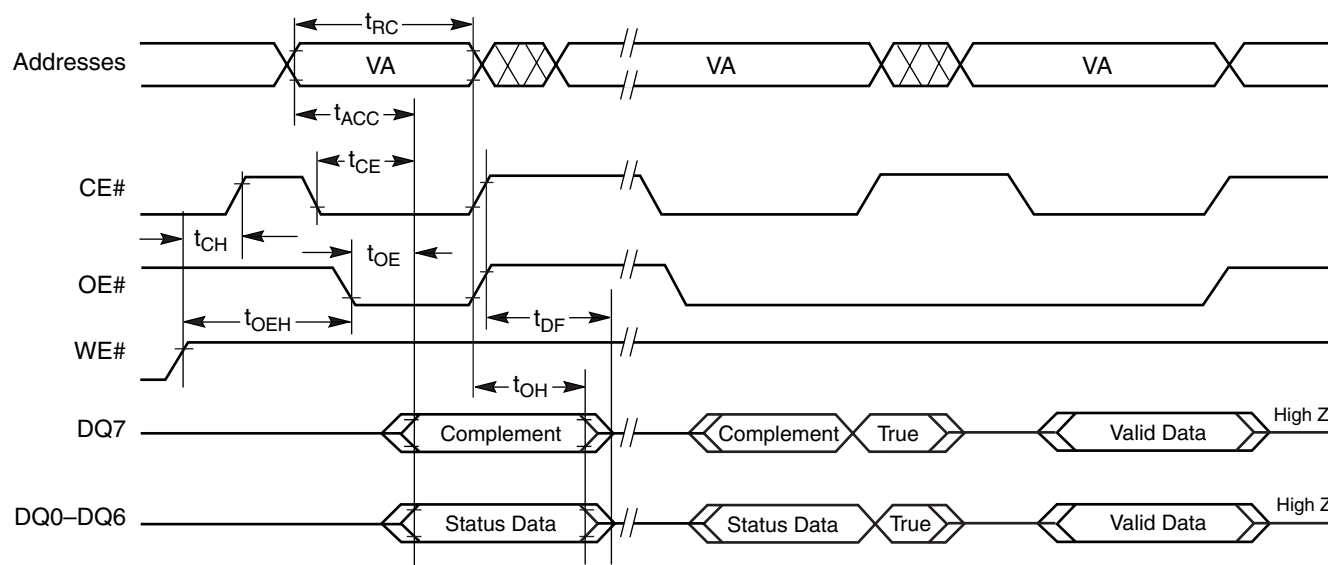 tRC
Addresses VA VA VA
tACC
tCE
CE#
tCH tOE
OE#
tOEH tDF
WE#
tOH
DQ7 Complement Complement True Valid Data High Z
DQ0–DQ6 Status Data Status Data True Valid Data High Z